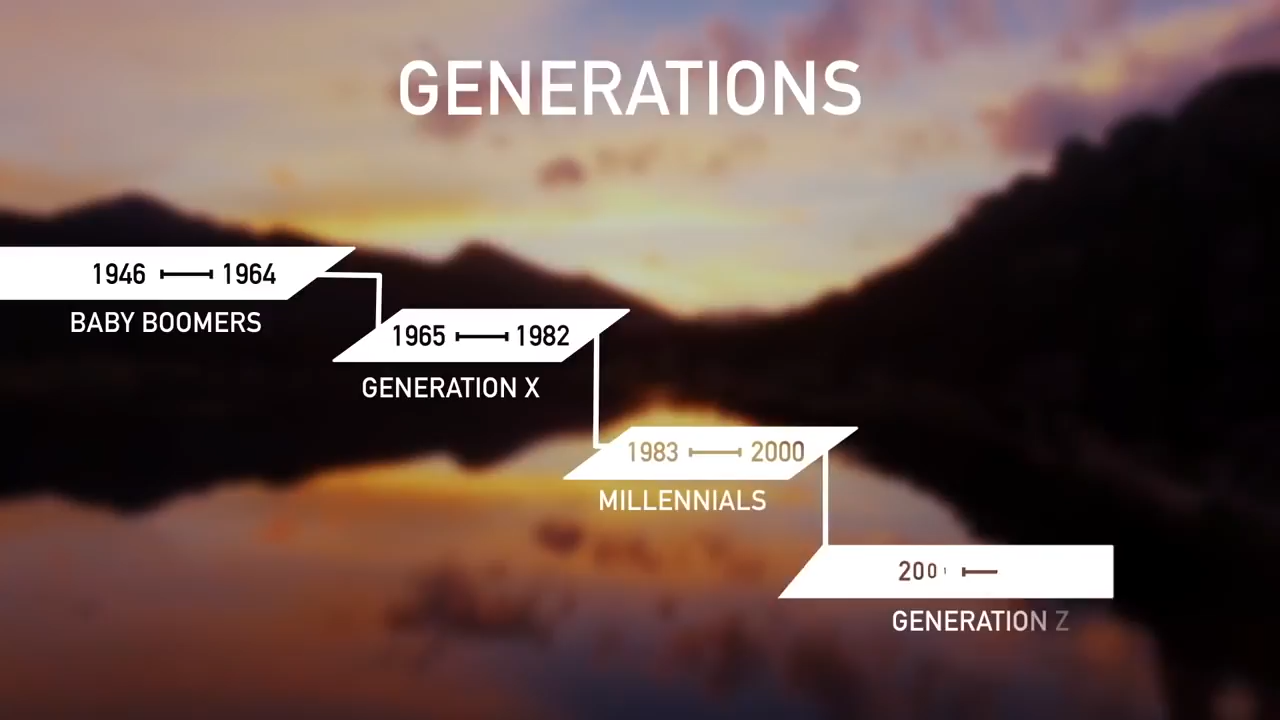 GENERATIONS
1946 1964
BABY BOOMERS
1965 1982
GENERATION X
1983 2000
MILLENNIALS
GENERATION Z